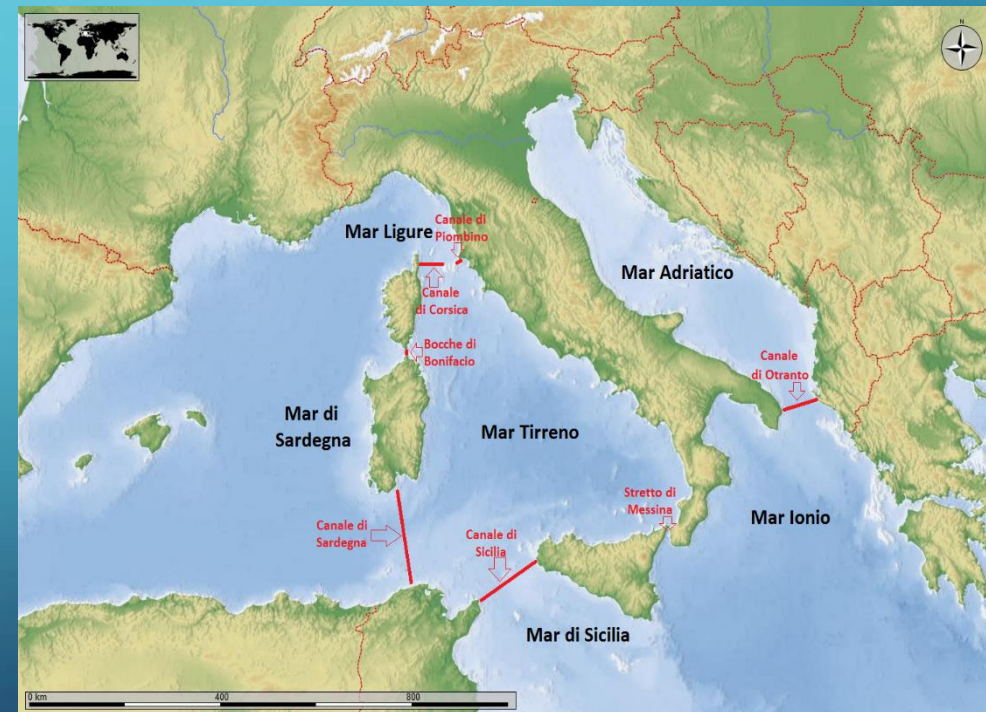 N
Mar Ligure
Canale di
Piombino
Mar Adriatico
Canale
di Corsica
Bocche di
Bonifacio
Canale
di Otranto
Mar di
Sardegna
Mar Tirreno
Stretto di
Messina
Mar Ionio
Canale di
Sardegna
Canale di
Sicilia
Mar di Sicilia
0 km
400
800